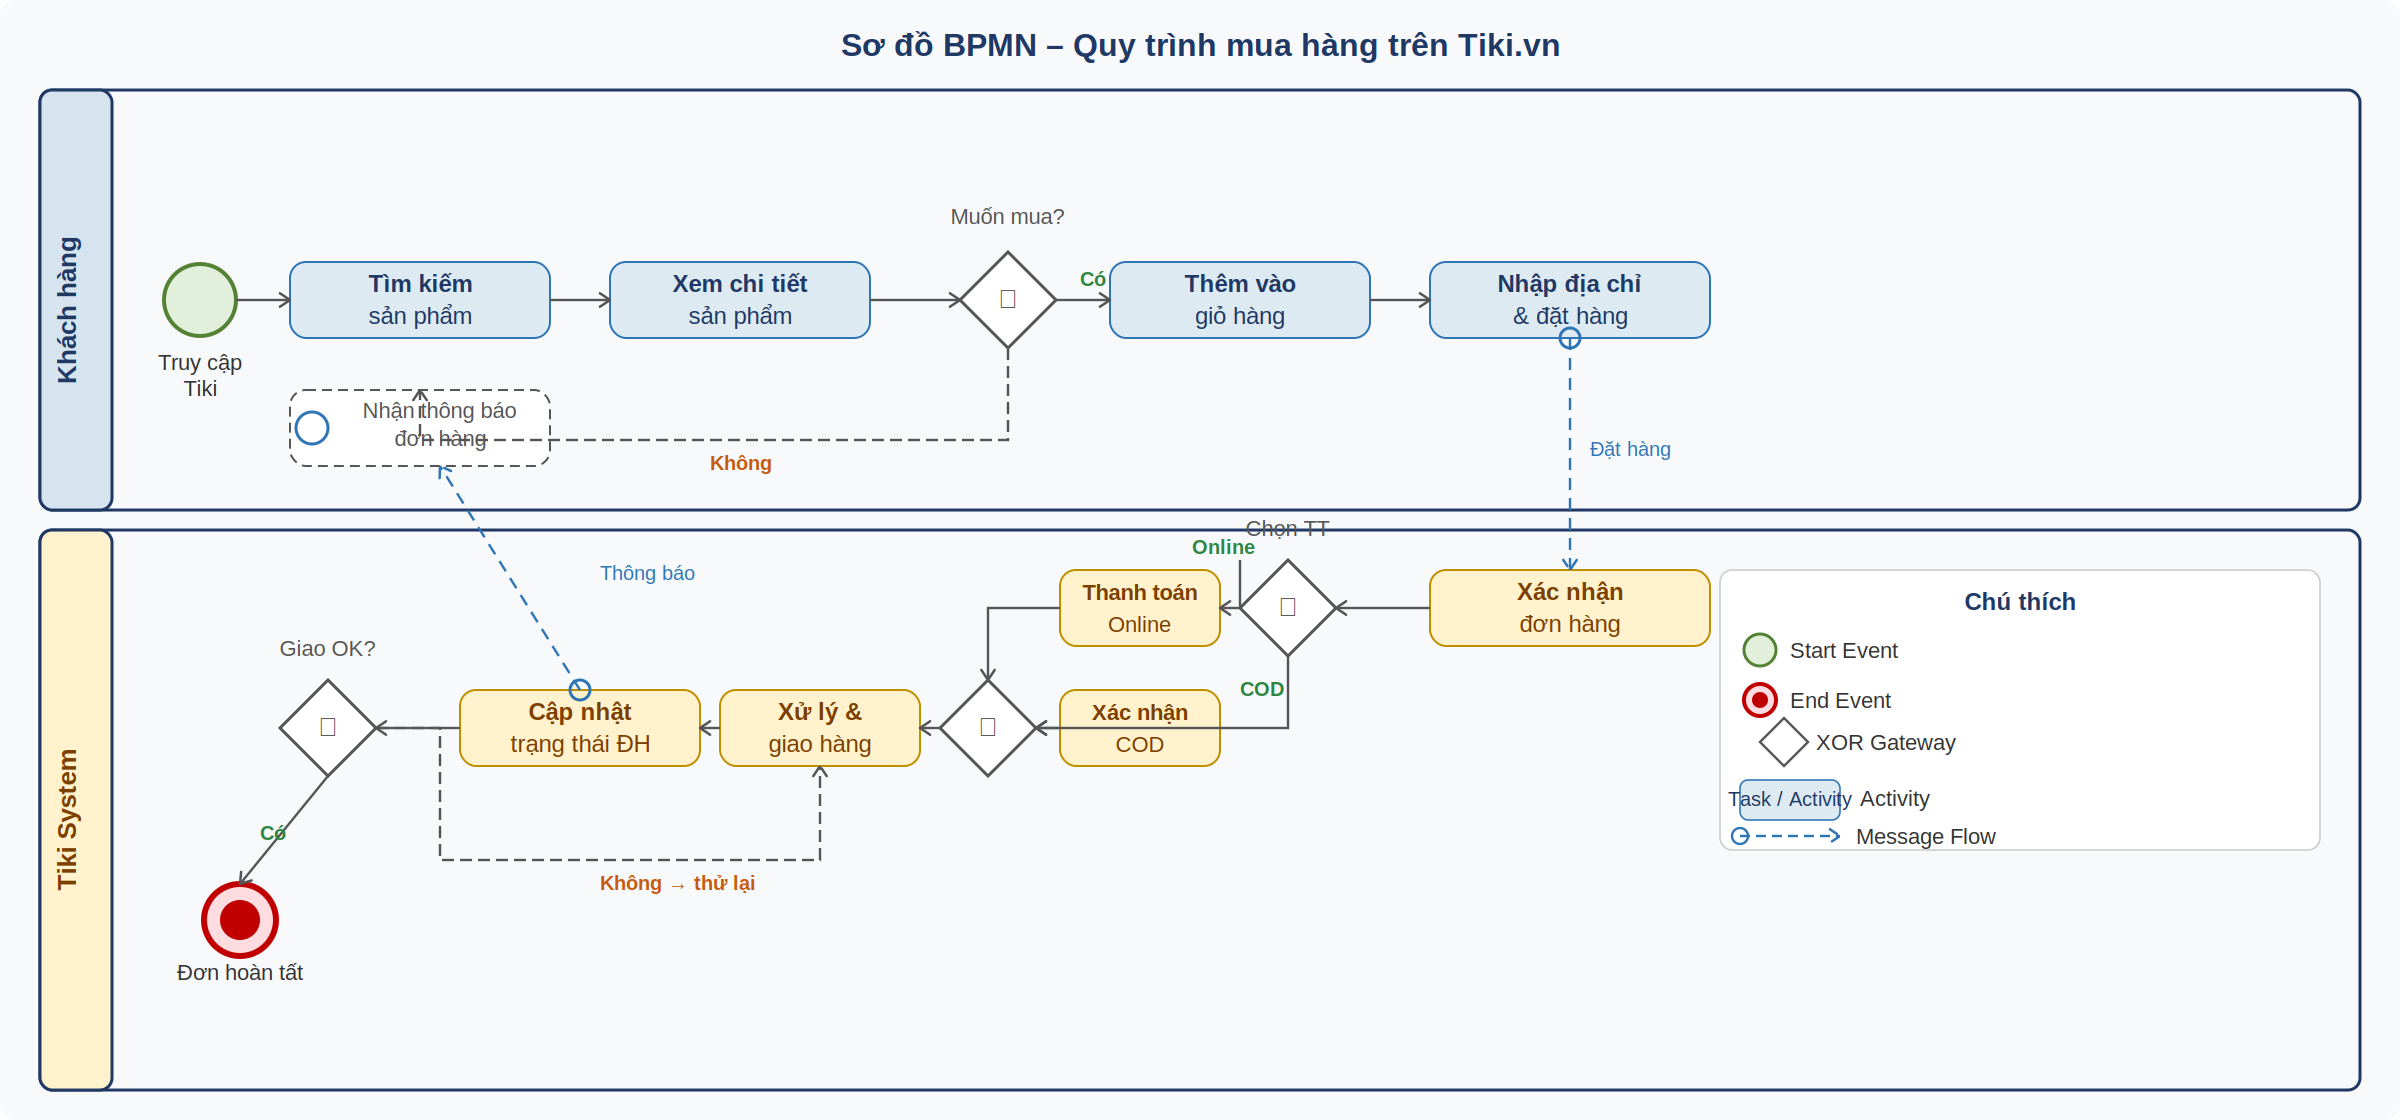 Sơ đồ BPMN – Quy trình mua hàng trên Tiki.vn
Khách hàng
Muốn mua?
Truy cập
Tiki
Tìm kiếm
sản phẩm
Xem chi tiết
sản phẩm
Có
Thêm vào
giỏ hàng
Nhập địa chỉ
& đặt hàng
Nhận thông báo
đơn hàng
Không
Đặt hàng
Tiki System
Chọn TT
Online
Thông báo
Thanh toán
Online
Xác nhận
đơn hàng
Giao OK?
Cập nhật
trạng thái ĐH
Xử lý &
giao hàng
COD
Xác nhận
COD
Có
Không → thử lại
Đơn hoàn tất
Chú thích
Start Event
End Event
XOR Gateway
Task / Activity
Activity
Message Flow